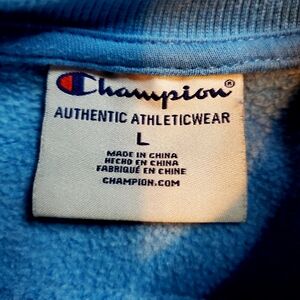 Champion®
AUTHENTIC ATHLETICWEAR
L
MADE IN CHINA
HECHO EN CHINA
FABRIQUÉ EN CHINE
CHAMPION.COM